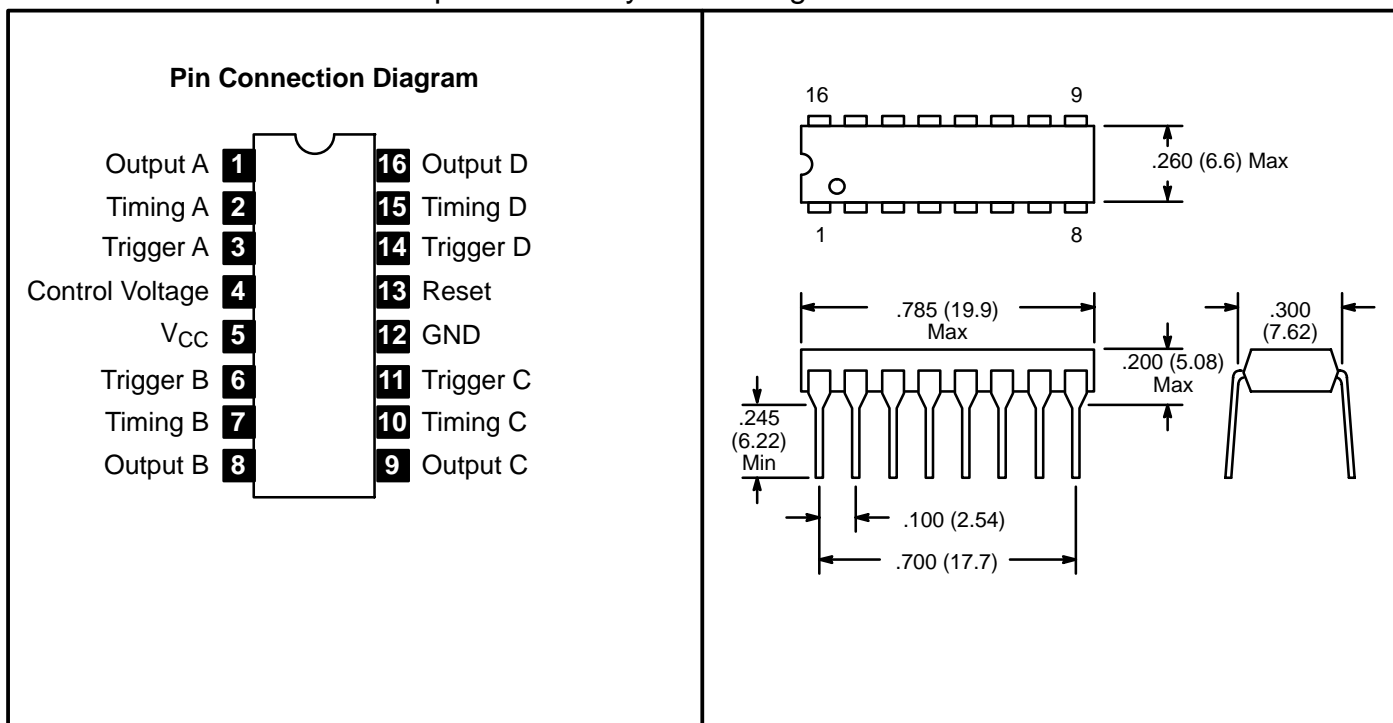 Pin Connection Diagram
Output A 1 16 Output D
Timing A 2 15 Timing D
Trigger A 3 14 Trigger D
Control Voltage 4 13 Reset
VCC 5 12 GND
Trigger B 6 11 Trigger C
Timing B 7 10 Timing C
Output B 8 9 Output C
16 9
.260 (6.6) Max
1 8
.785 (19.9)
Max
.300
(7.62)
.200 (5.08)
Max
.245
(6.22)
Min
.100 (2.54)
.700 (17.7)